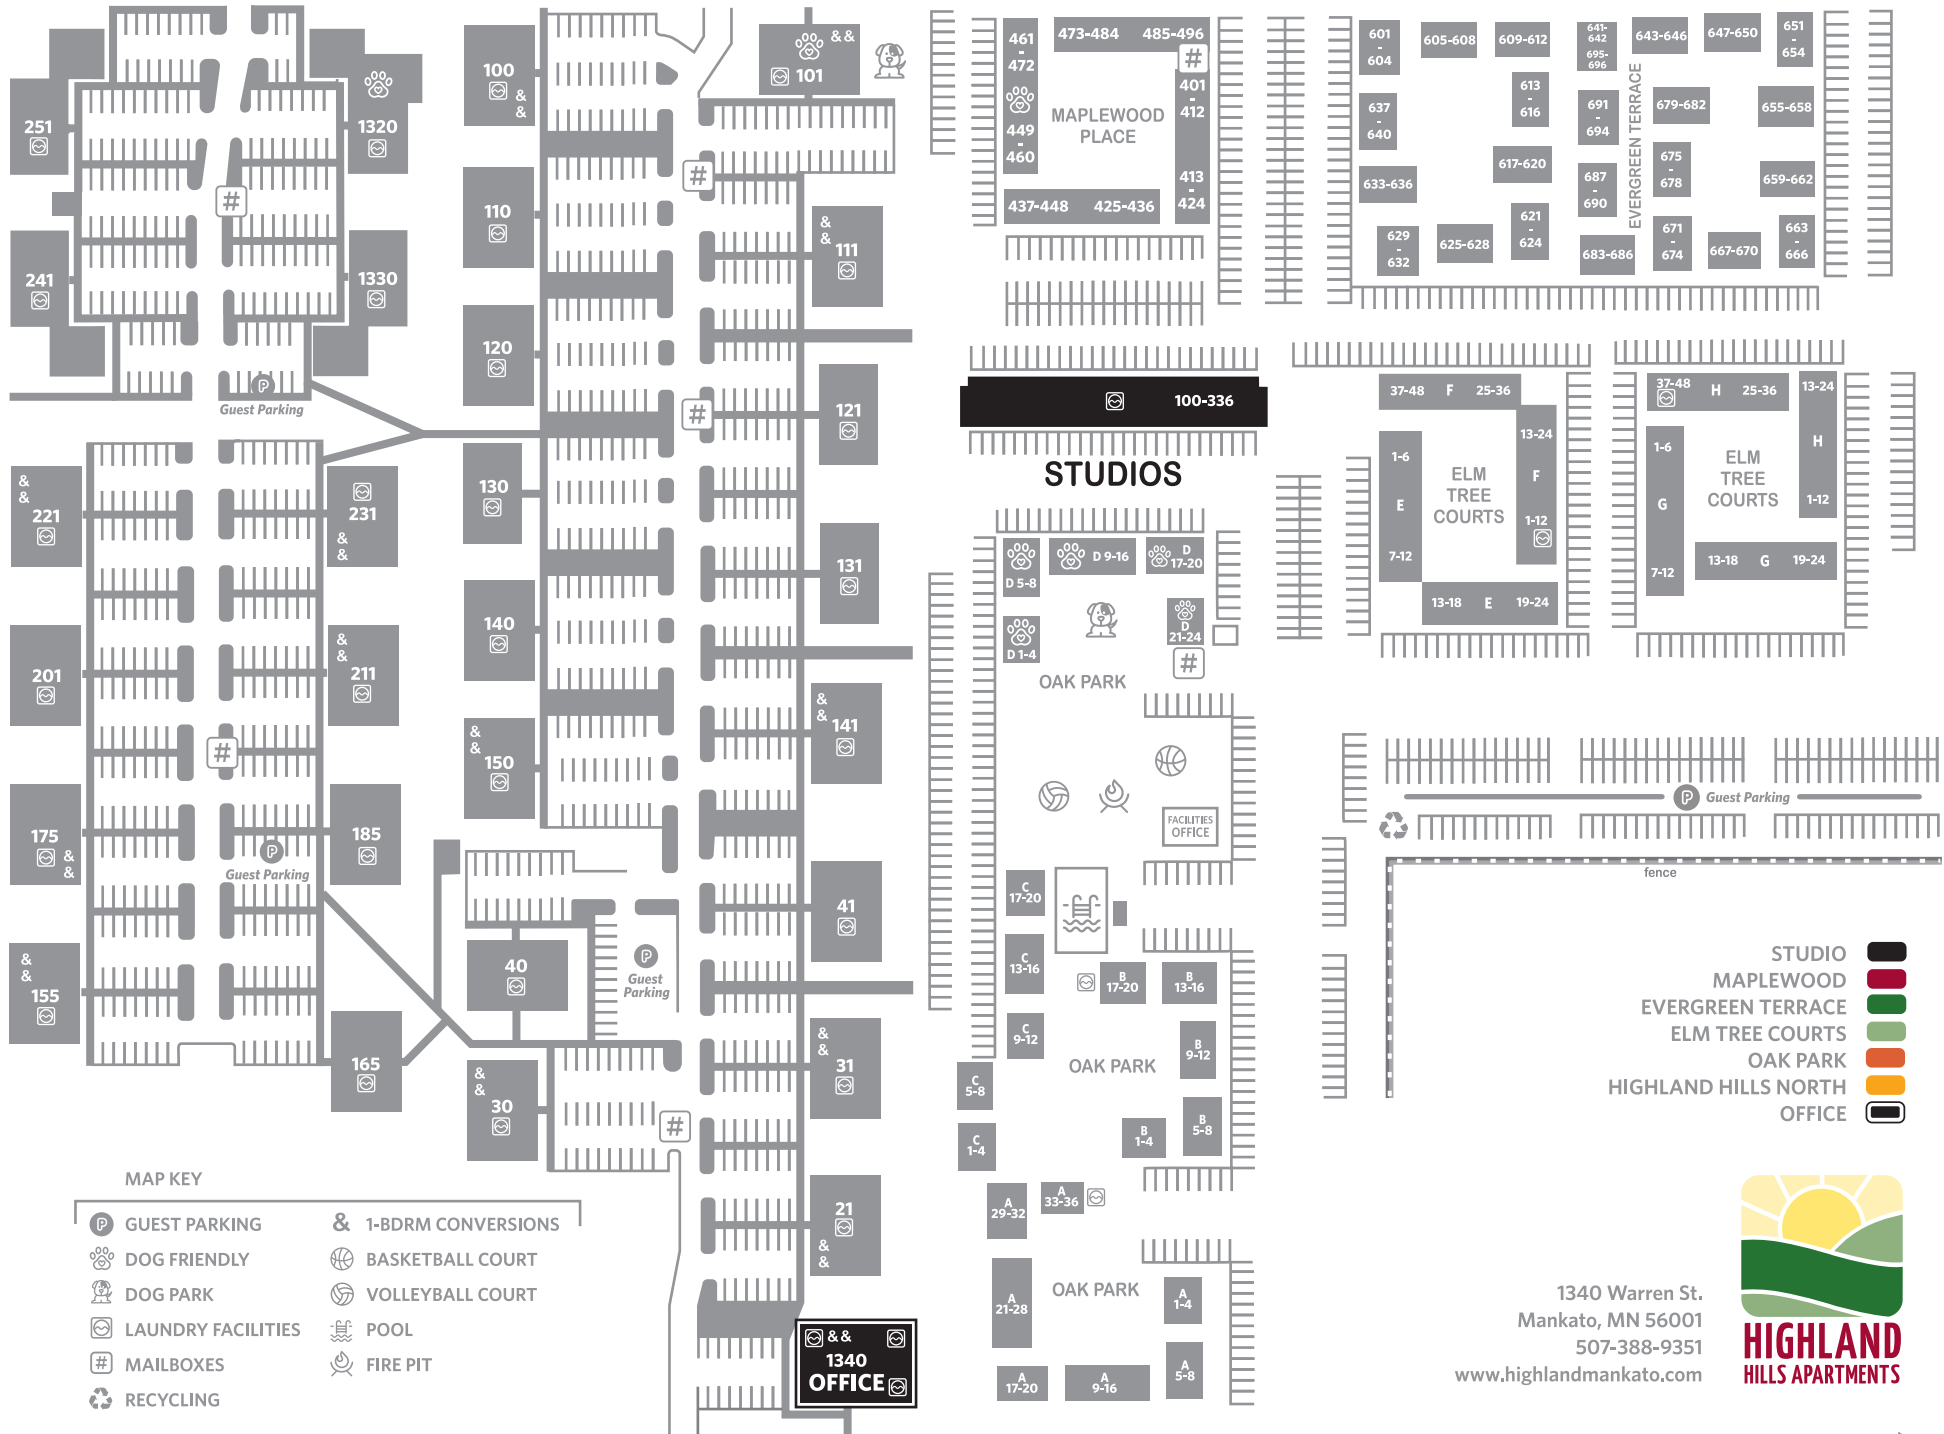 251
1320
241
1330
Guest Parking
& &
221
231
& &
201
& &
211
#
#
175
& &
185
Guest Parking
& &
155
165
100
& &
110
120
130
140
& &
150
40
Guest
Parking
& &
30
#
&&
101
#
& &
111
#
121
131
& &
141
41
& &
31
21
& &
&&
1340
OFFICE
461
-
472
449
-
460
473-484
485-496
#
401
-
412
413
-
424
437-448
425-436
MAPLEWOOD
PLACE
601
-
604
605-608
609-612
641-
642
695-
696
643-646
647-650
651
-
654
637
-
640
613
-
616
691
-
694
679-682
655-658
633-636
617-620
687
-
690
675
-
678
659-662
629
-
632
625-628
621
-
624
683-686
671
-
674
667-670
663
-
666
EVERGREEN TERRACE
100-336
STUDIOS
37-48 F 25-36
13-24
F
1-12
1-6
E
7-12
13-18 E 19-24
ELM
TREE
COURTS
37-48 H 25-36
13-24
H
1-12
1-6
G
7-12
13-18 G 19-24
ELM
TREE
COURTS
D 5-8
D 9-16
D
17-20
D 1-4
D
21-24
#
OAK PARK
FACILITIES
OFFICE
Guest Parking
fence
C
17-20
C
13-16
C
9-12
C
5-8
C
1-4
B
17-20
B
13-16
B
9-12
B
5-8
B
1-4
OAK PARK
A
33-36
A
29-32
A
21-28
A
17-20
A
9-16
A
5-8
A
1-4
OAK PARK
STUDIO
MAPLEWOOD
EVERGREEN TERRACE
ELM TREE COURTS
OAK PARK
HIGHLAND HILLS NORTH
OFFICE
MAP KEY
P GUEST PARKING
DOG FRIENDLY
DOG PARK
LAUNDRY FACILITIES
# MAILBOXES
RECYCLING
& 1-BDRM CONVERSIONS
BASKETBALL COURT
VOLLEYBALL COURT
POOL
FIRE PIT
1340 Warren St.
Mankato, MN 56001
507-388-9351
www.highlandmankato.com
HIGHLAND
HILLS APARTMENTS